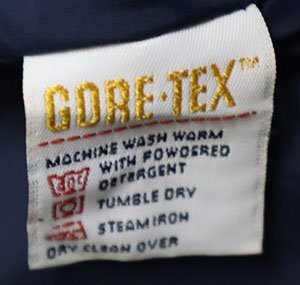 GORE-TEX™
MACHINE WASH WARM
WITH POWDERED
DETERGENT
TUMBLE DRY
STEAM IRON
DRY CLEAN OVER